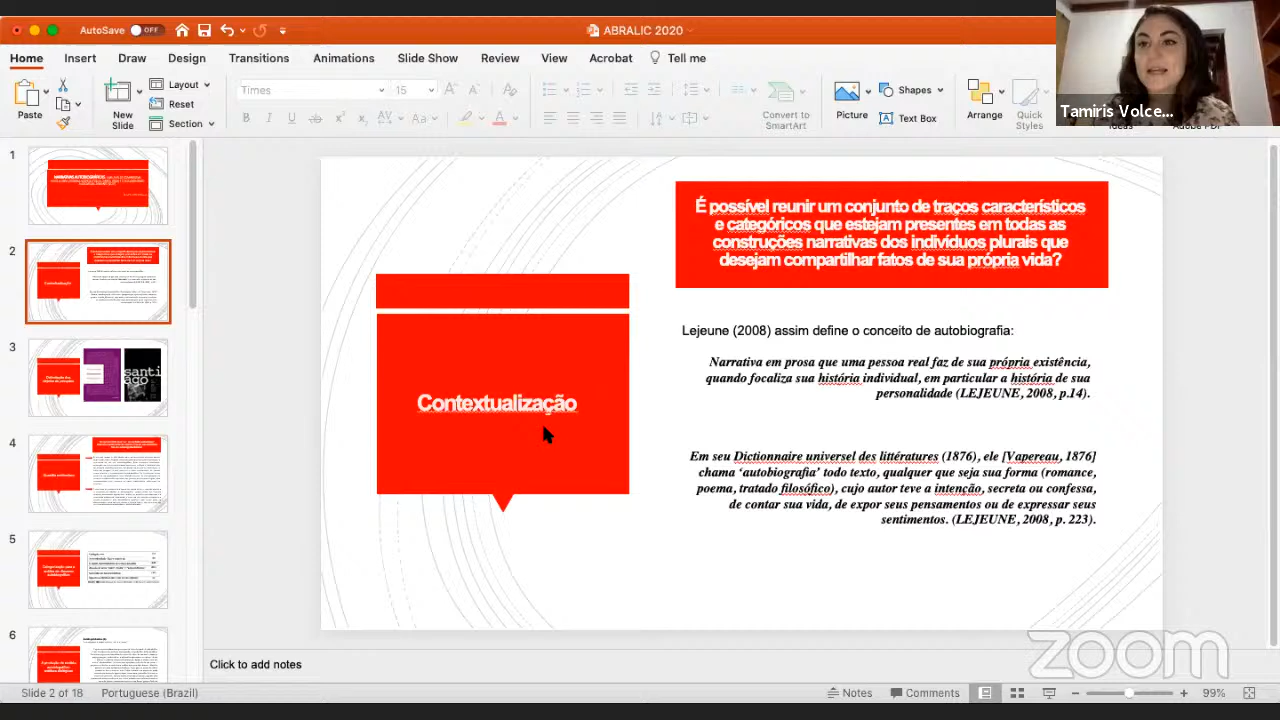 AutoSave OFF
ABRALIC 2020
Home Insert Draw Design Transitions Animations Slide Show Review View Acrobat Tell me
Paste
New Slide
Layout
Reset
Section
Times 15
Convert to SmartArt
Picture
Shapes
Text Box
Arrange
Quick Styles
Tamiris Volce...
1
2
3
4
5
6
Contextualização
É possível reunir um conjunto de traços característicos
e categóricos que estejam presentes em todas as
construções narrativas dos indivíduos plurais que
desejam compartilhar fatos de sua própria vida?
Lejeune (2008) assim define o conceito de autobiografia:
Narrativa em prosa que uma pessoa real faz de sua própria existência,
quando focaliza sua história individual, em particular a história de sua
personalidade (LEJEUNE, 2008, p.14).
Em seu Dictionnaire universel des littératures (1876), ele [Vapereau, 1876]
chama ‘autobiografia’ todo texto, qualquer que seja sua forma (romance,
poema, tratado filosófico), cujo autor teve a intenção, secreta ou confessa,
de contar sua vida, de expor seus pensamentos ou de expressar seus
sentimentos. (LEJEUNE, 2008, p. 223).
Click to add notes
zoom
Slide 2 of 18 Portuguese (Brazil) Notes Comments 99%